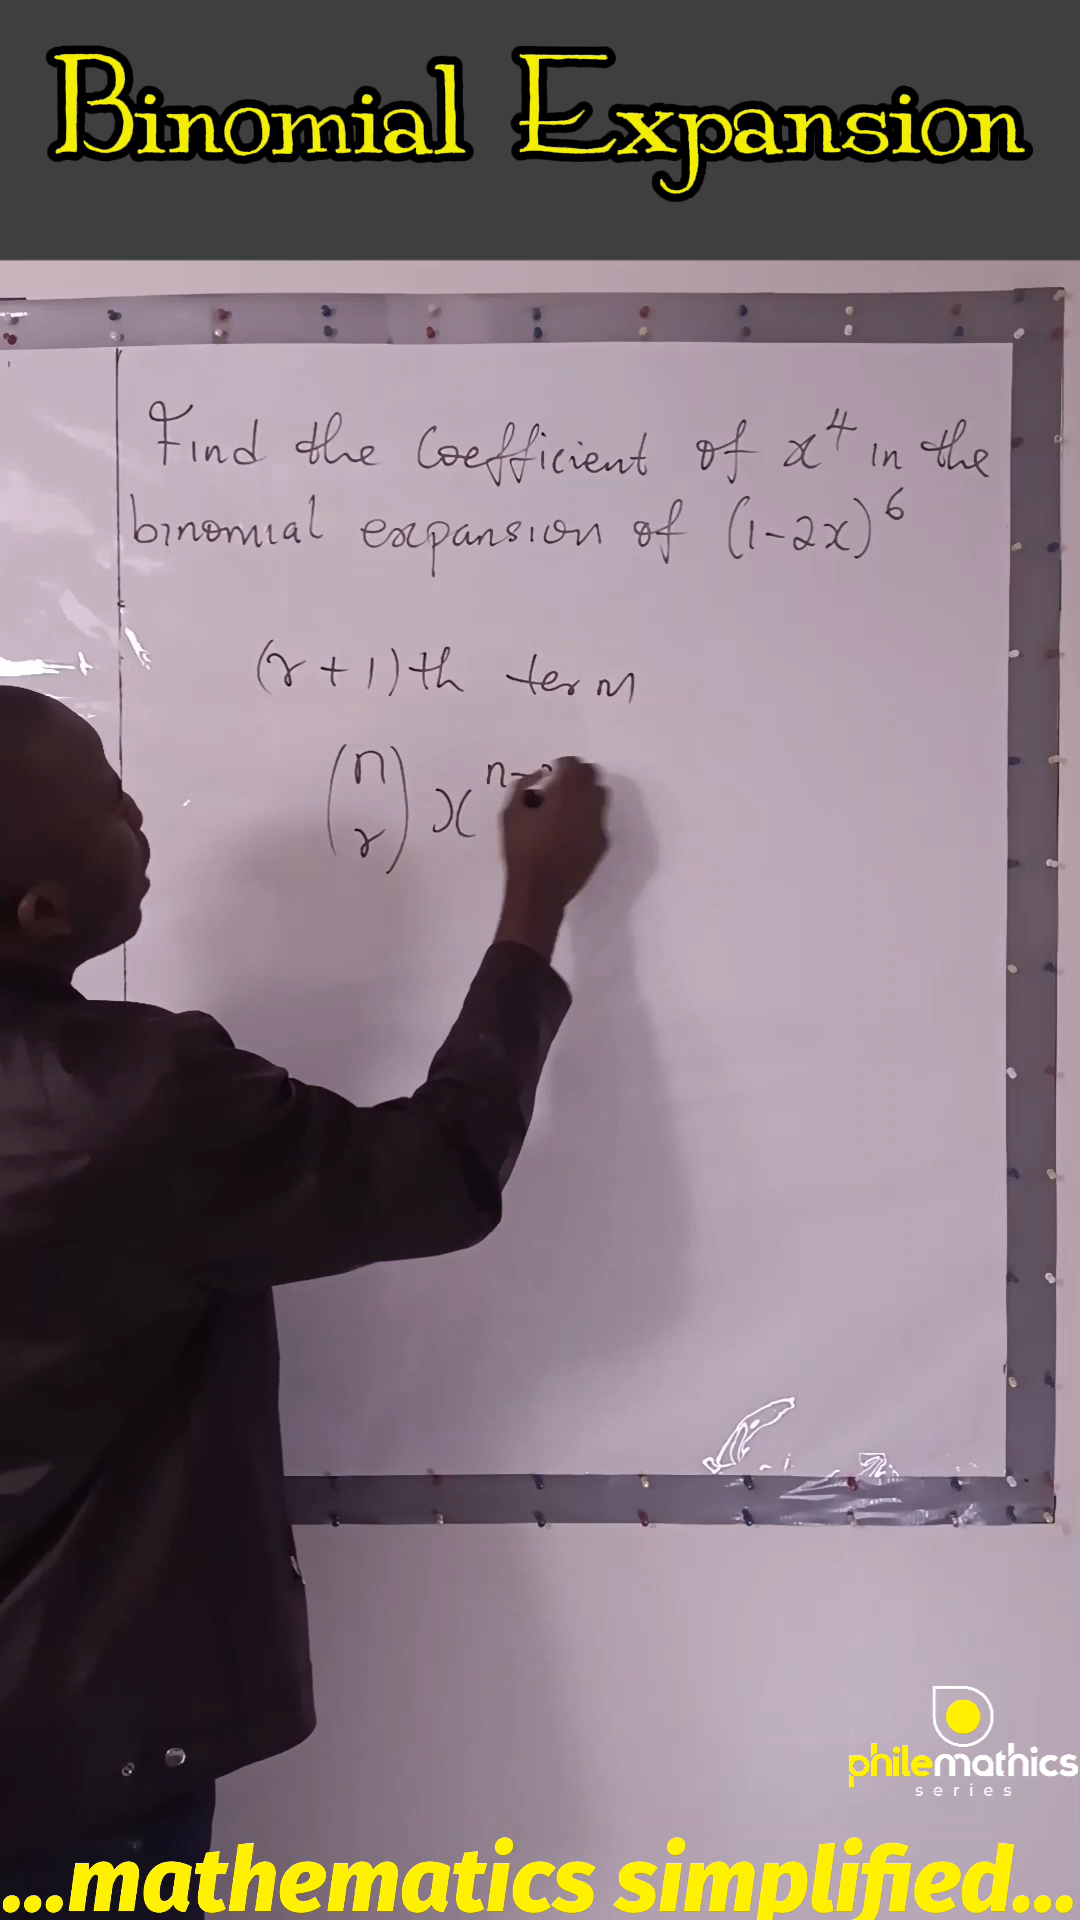 Binomial Expansion
Find the Coefficient of x⁴ in the
binomial expansion of (1-2x)⁶
(r+1)th term
(n
r) x^n-
philemathics
series
...mathematics simplified...